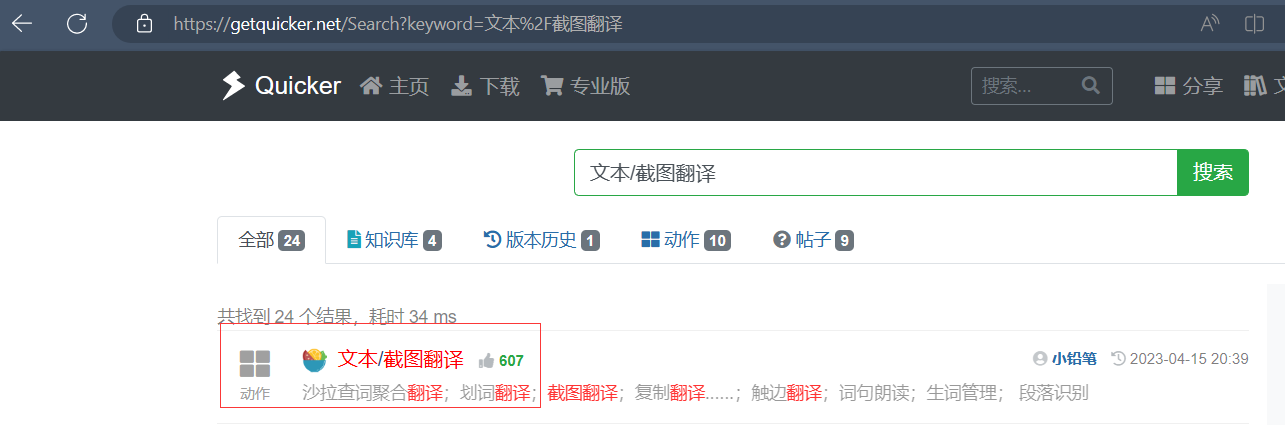 https://getquicker.net/Search?keyword=文本%2F截图翻译
Quicker 主页 下载 专业版 搜索... 分享
文本/截图翻译 搜索
全部 24 知识库 4 版本历史 1 动作 10 帖子 9
共找到 24 个结果，耗时 34 ms
文本/截图翻译 607 小铅笔 2023-04-15 20:39
动作 沙拉查词聚合翻译；划词翻译；截图翻译；复制翻译......；触边翻译；词句朗读；生词管理； 段落识别